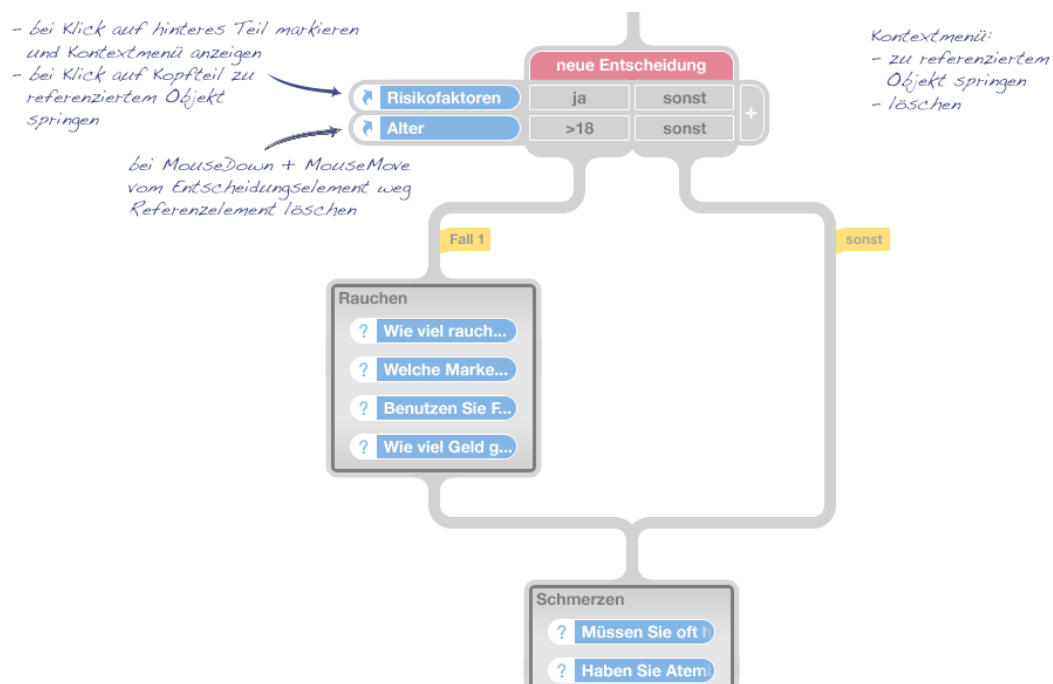 - bei Klick auf hinteres Teil markieren
und Kontextmenü anzeigen
- bei Klick auf Kopfteil zu
referenziertem Objekt
springen
bei MouseDown + MouseMove
vom Entscheidungselement weg
Referenzelement löschen
Kontextmenü:
- zu referenziertem
Objekt springen
- löschen
neue Entscheidung
Risikofaktoren ja sonst
+
Alter >18 sonst
Fall 1
sonst
Rauchen
? Wie viel rauch...
? Welche Marke...
? Benutzen Sie F...
? Wie viel Geld g...
Schmerzen
? Müssen Sie oft h
? Haben Sie Atem